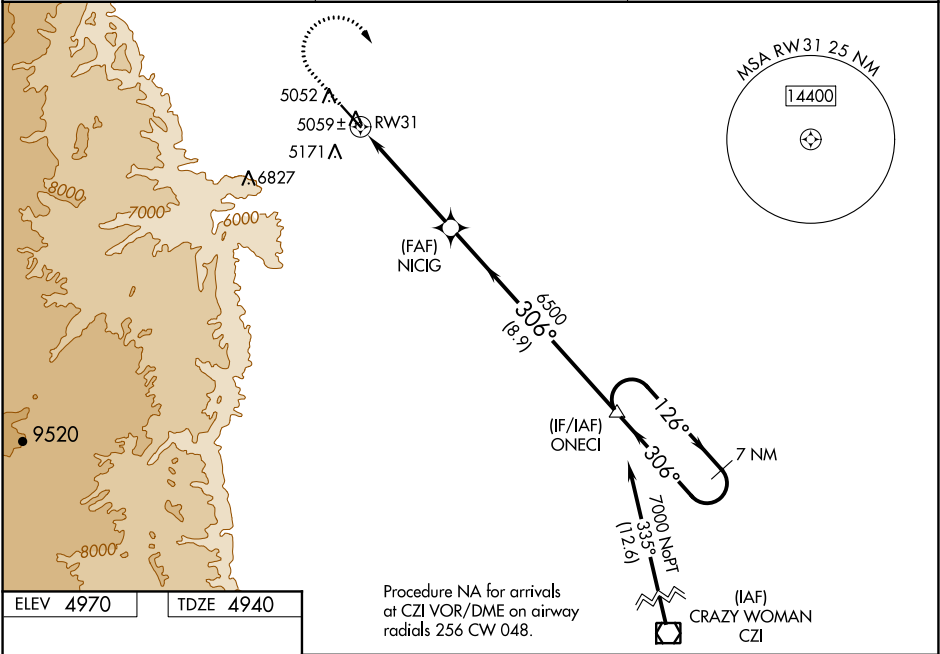 MSA RW31 25 NM
14400
5052
5059±
RW31
5171
6827
8000
7000
6000
(FAF)
NICIG
6500
306°
(8.9)
(IF/IAF)
ONECI
126°
306°
7 NM
9520
7000 NoPT
335°
(12.6)
8000
ELEV 4970
TDZE 4940
Procedure NA for arrivals
at CZI VOR/DME on airway
radials 256 CW 048.
(IAF)
CRAZY WOMAN
CZI